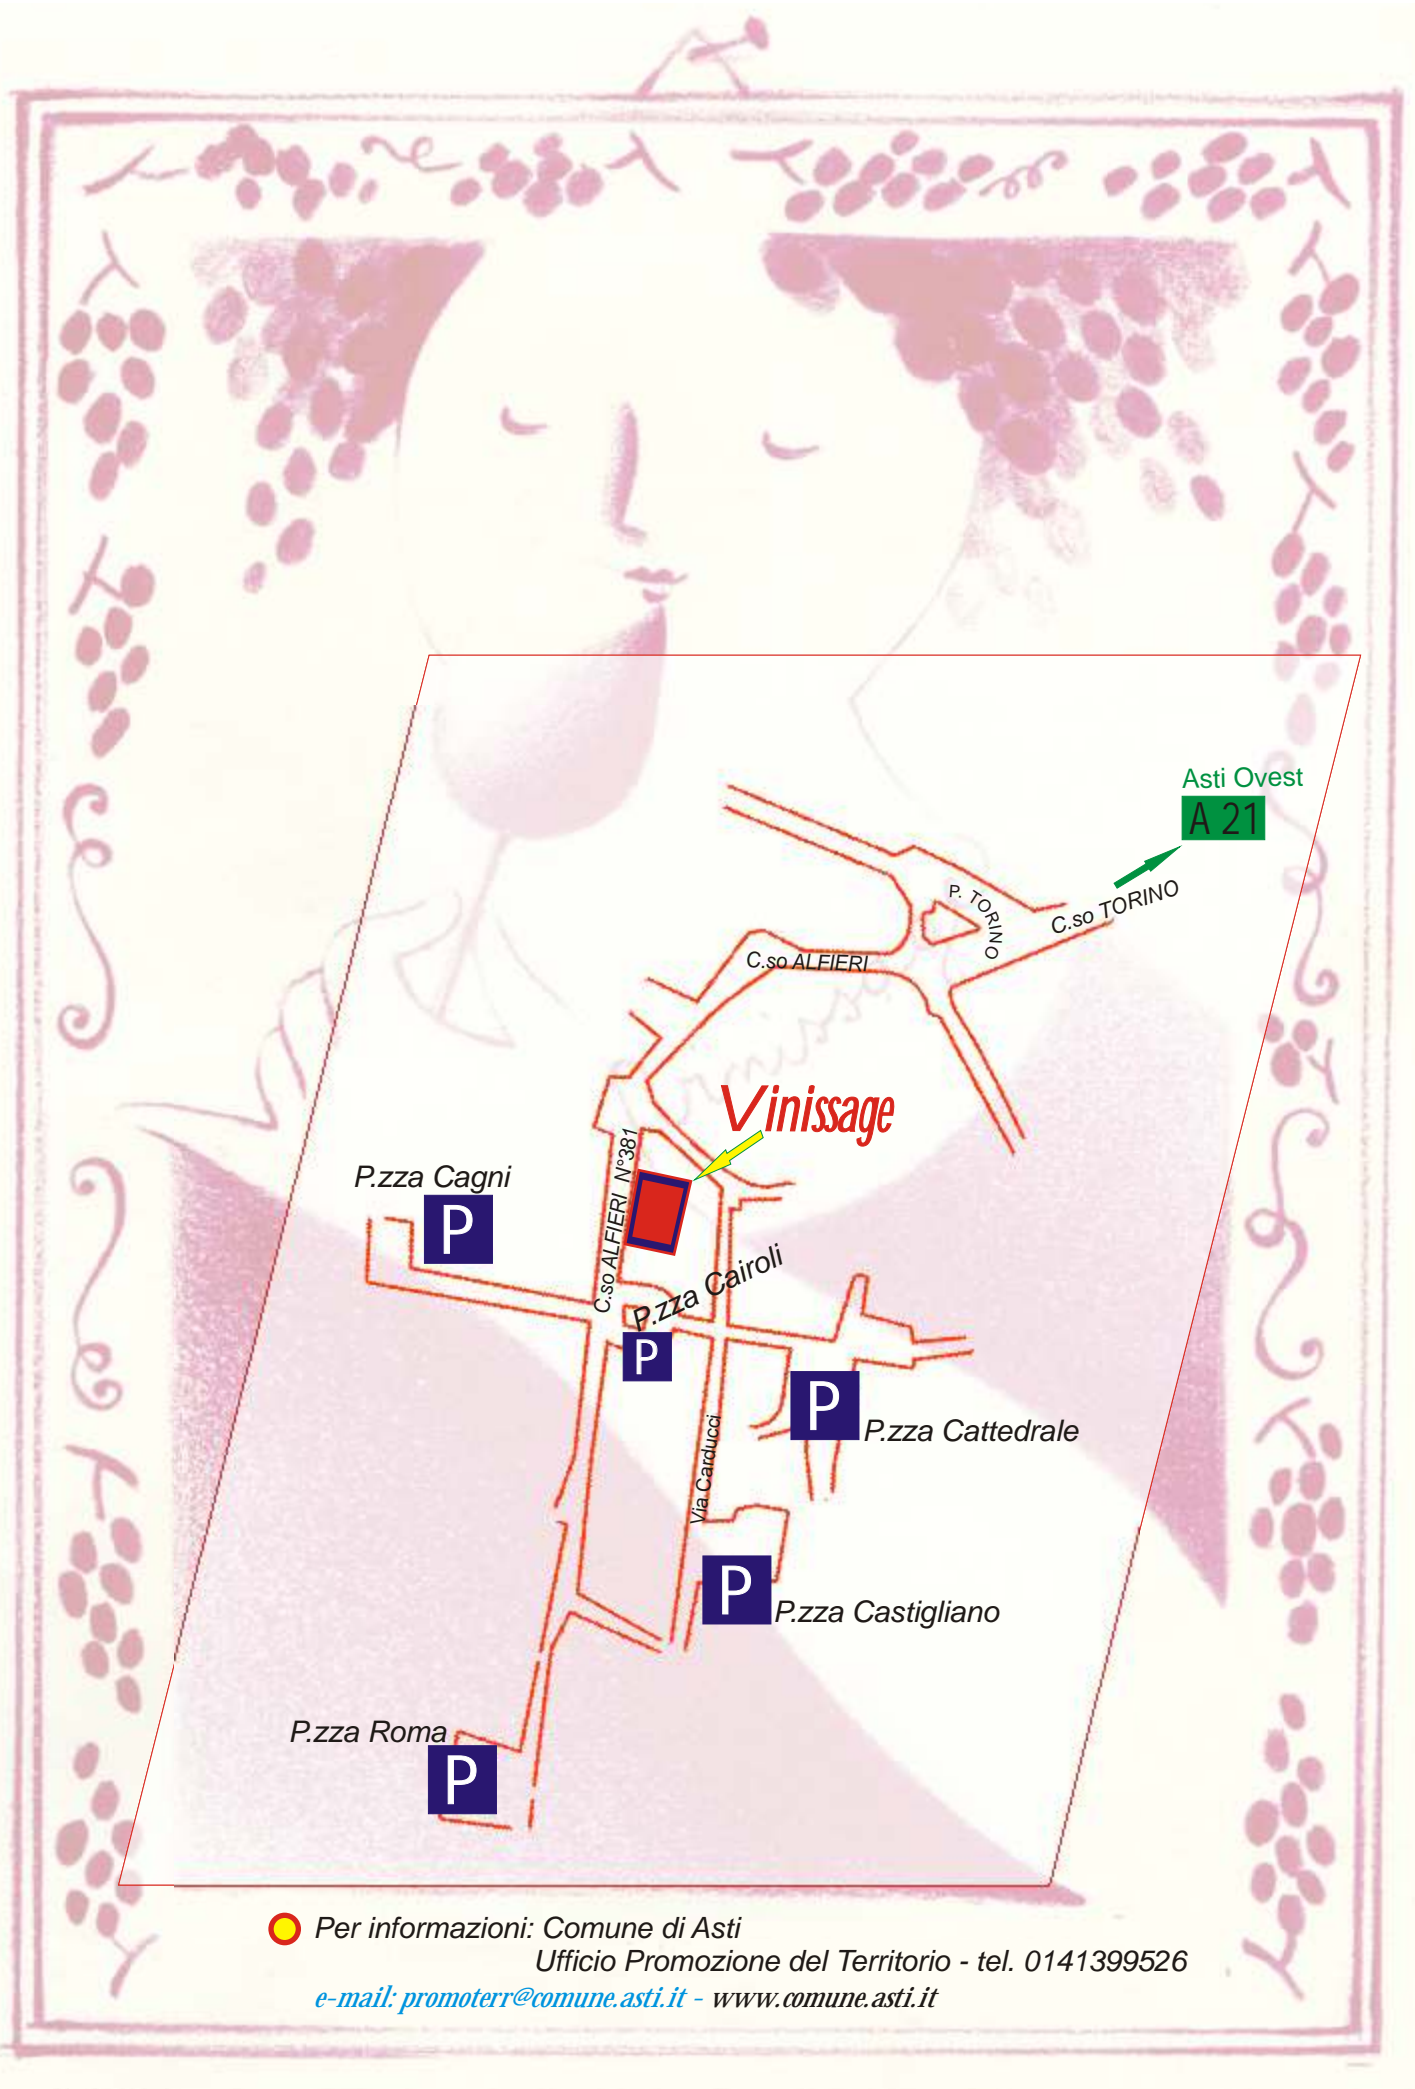 Asti Ovest
A 21
P. TORINO
C.so TORINO
C.so ALFIERI
Vinissage
C.so ALFIERI N°381
P.zza Cagni
P
P.zza Cairoli
P
P
P.zza Cattedrale
Via Carducci
P
P.zza Castigliano
P.zza Roma
P
Per informazioni: Comune di Asti
Ufficio Promozione del Territorio - tel. 0141399526
e-mail: promoterr@comune.asti.it - www.comune.asti.it